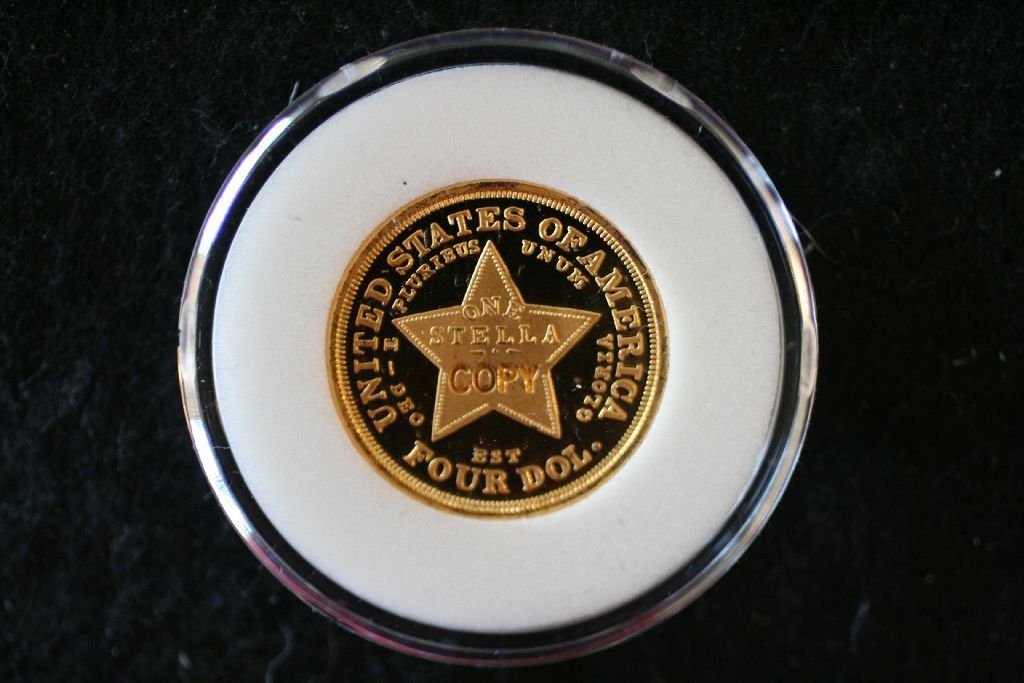 UNITED STATES OF AMERICA
E PLURIBUS UNUM
ONE
STELLA
COPY
DEO EST GLORIA
FOUR DOL.